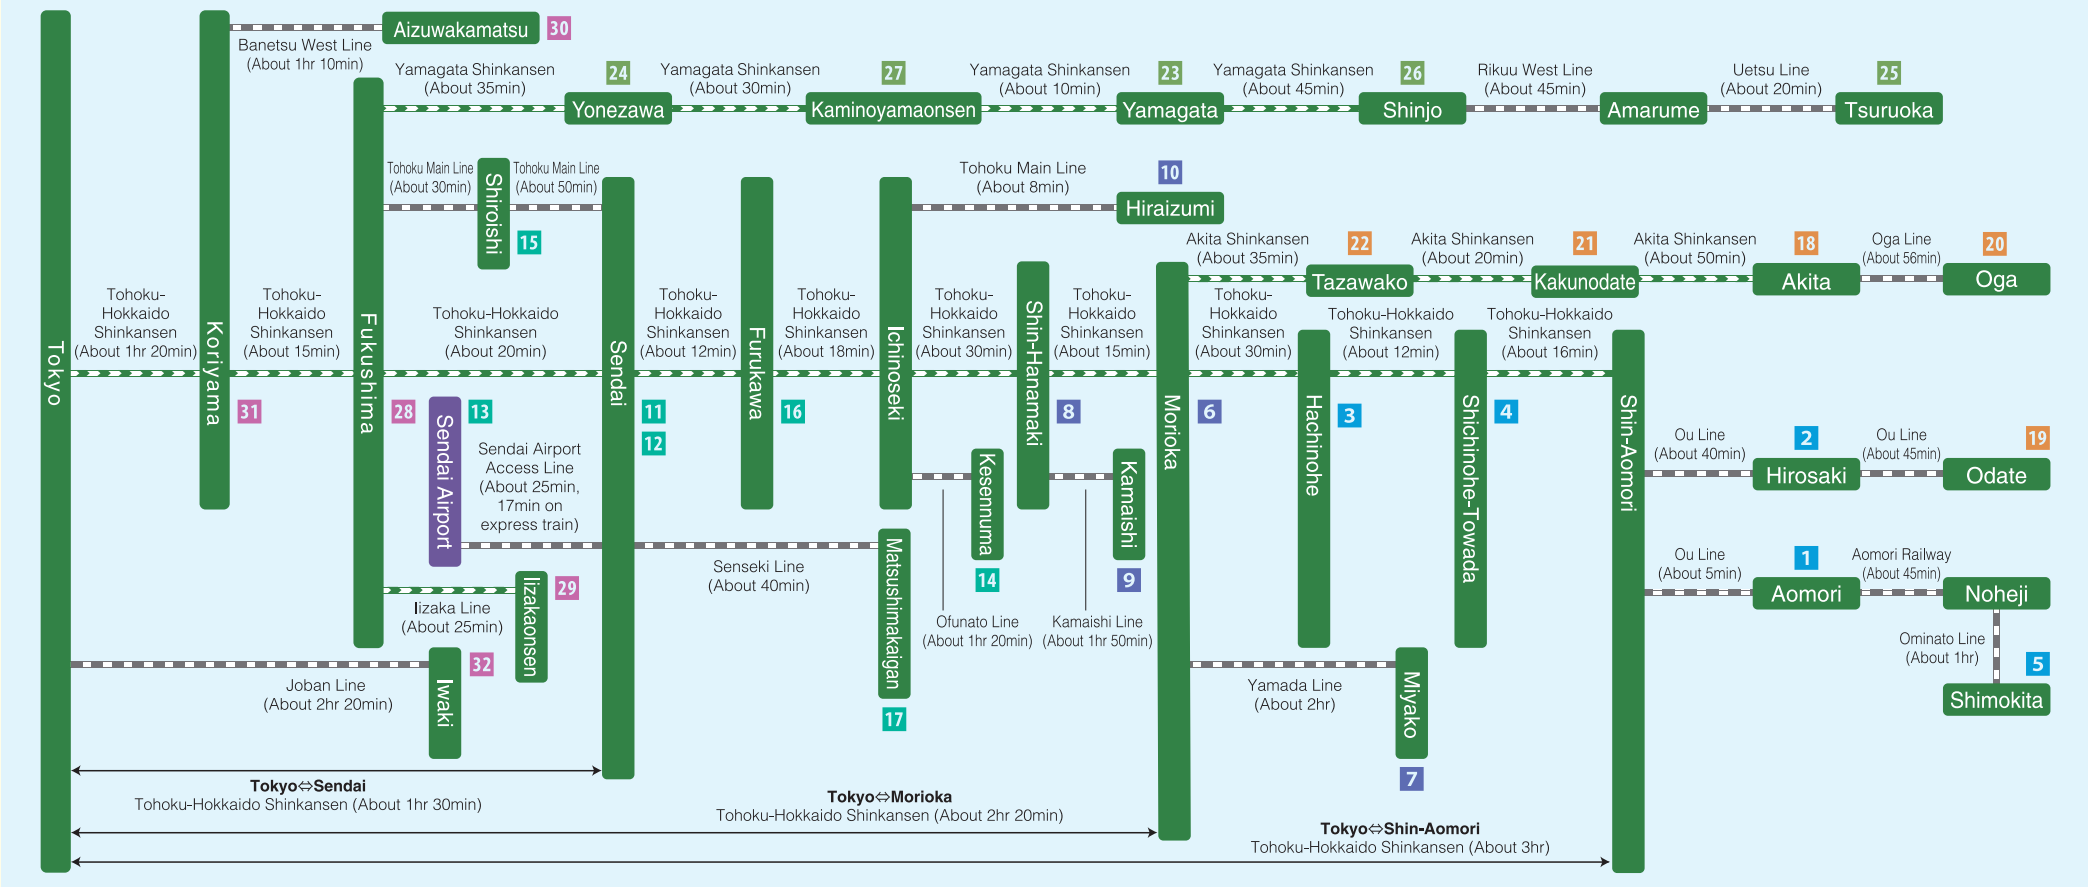 Aizuwakamatsu
30
Banetsu West Line
(About 1hr 10min)
Yamagata Shinkansen
(About 35min)
24
Yonezawa
Yamagata Shinkansen
(About 30min)
27
Kaminoyamaonsen
Yamagata Shinkansen
(About 10min)
23
Yamagata
Yamagata Shinkansen
(About 45min)
26
Shinjo
Rikuu West Line
(About 45min)
Amarume
Uetsu Line
(About 20min)
25
Tsuruoka
Tohoku Main Line
(About 30min)
Shiroishi
15
Tohoku Main Line
(About 50min)
Tohoku Main Line
(About 8min)
10
Hiraizumi
Akita Shinkansen
(About 35min)
22
Tazawako
Akita Shinkansen
(About 20min)
21
Kakunodate
Akita Shinkansen
(About 50min)
18
Akita
Oga Line
(About 56min)
20
Oga
Tokyo
Tohoku-
Hokkaido
Shinkansen
(About 1hr 20min)
Koriyama
31
Tohoku-
Hokkaido
Shinkansen
(About 15min)
Fukushima
28
Tohoku-Hokkaido
Shinkansen
(About 20min)
Sendai
11
12
Tohoku-
Hokkaido
Shinkansen
(About 12min)
Furukawa
16
Tohoku-
Hokkaido
Shinkansen
(About 18min)
Ichinoseki
Tohoku-
Hokkaido
Shinkansen
(About 30min)
Shin-Hanamaki
8
Tohoku-
Hokkaido
Shinkansen
(About 15min)
Morioka
6
Tohoku-
Hokkaido
Shinkansen
(About 30min)
Hachinohe
3
Tohoku-Hokkaido
Shinkansen
(About 12min)
Shichinohe-Towada
4
Tohoku-Hokkaido
Shinkansen
(About 16min)
Shin-Aomori
Sendai Airport
13
Sendai Airport
Access Line
(About 25min,
17min on
express train)
Senseki Line
(About 40min)
Matsushimakaigan
17
Kesennuma
14
Ofunato Line
(About 1hr 20min)
Kamaishi
9
Kamaishi Line
(About 1hr 50min)
Ou Line
(About 40min)
2
Hirosaki
Ou Line
(About 45min)
19
Odate
Ou Line
(About 5min)
1
Aomori
Aomori Railway
(About 45min)
Noheji
Ominato Line
(About 1hr)
5
Shimokita
Iizaka Line
(About 25min)
Iizakaonsen
29
Joban Line
(About 2hr 20min)
Iwaki
32
Yamada Line
(About 2hr)
Miyako
7
Tokyo⇔Sendai
Tohoku-Hokkaido Shinkansen (About 1hr 30min)
Tokyo⇔Morioka
Tohoku-Hokkaido Shinkansen (About 2hr 20min)
Tokyo⇔Shin-Aomori
Tohoku-Hokkaido Shinkansen (About 3hr)